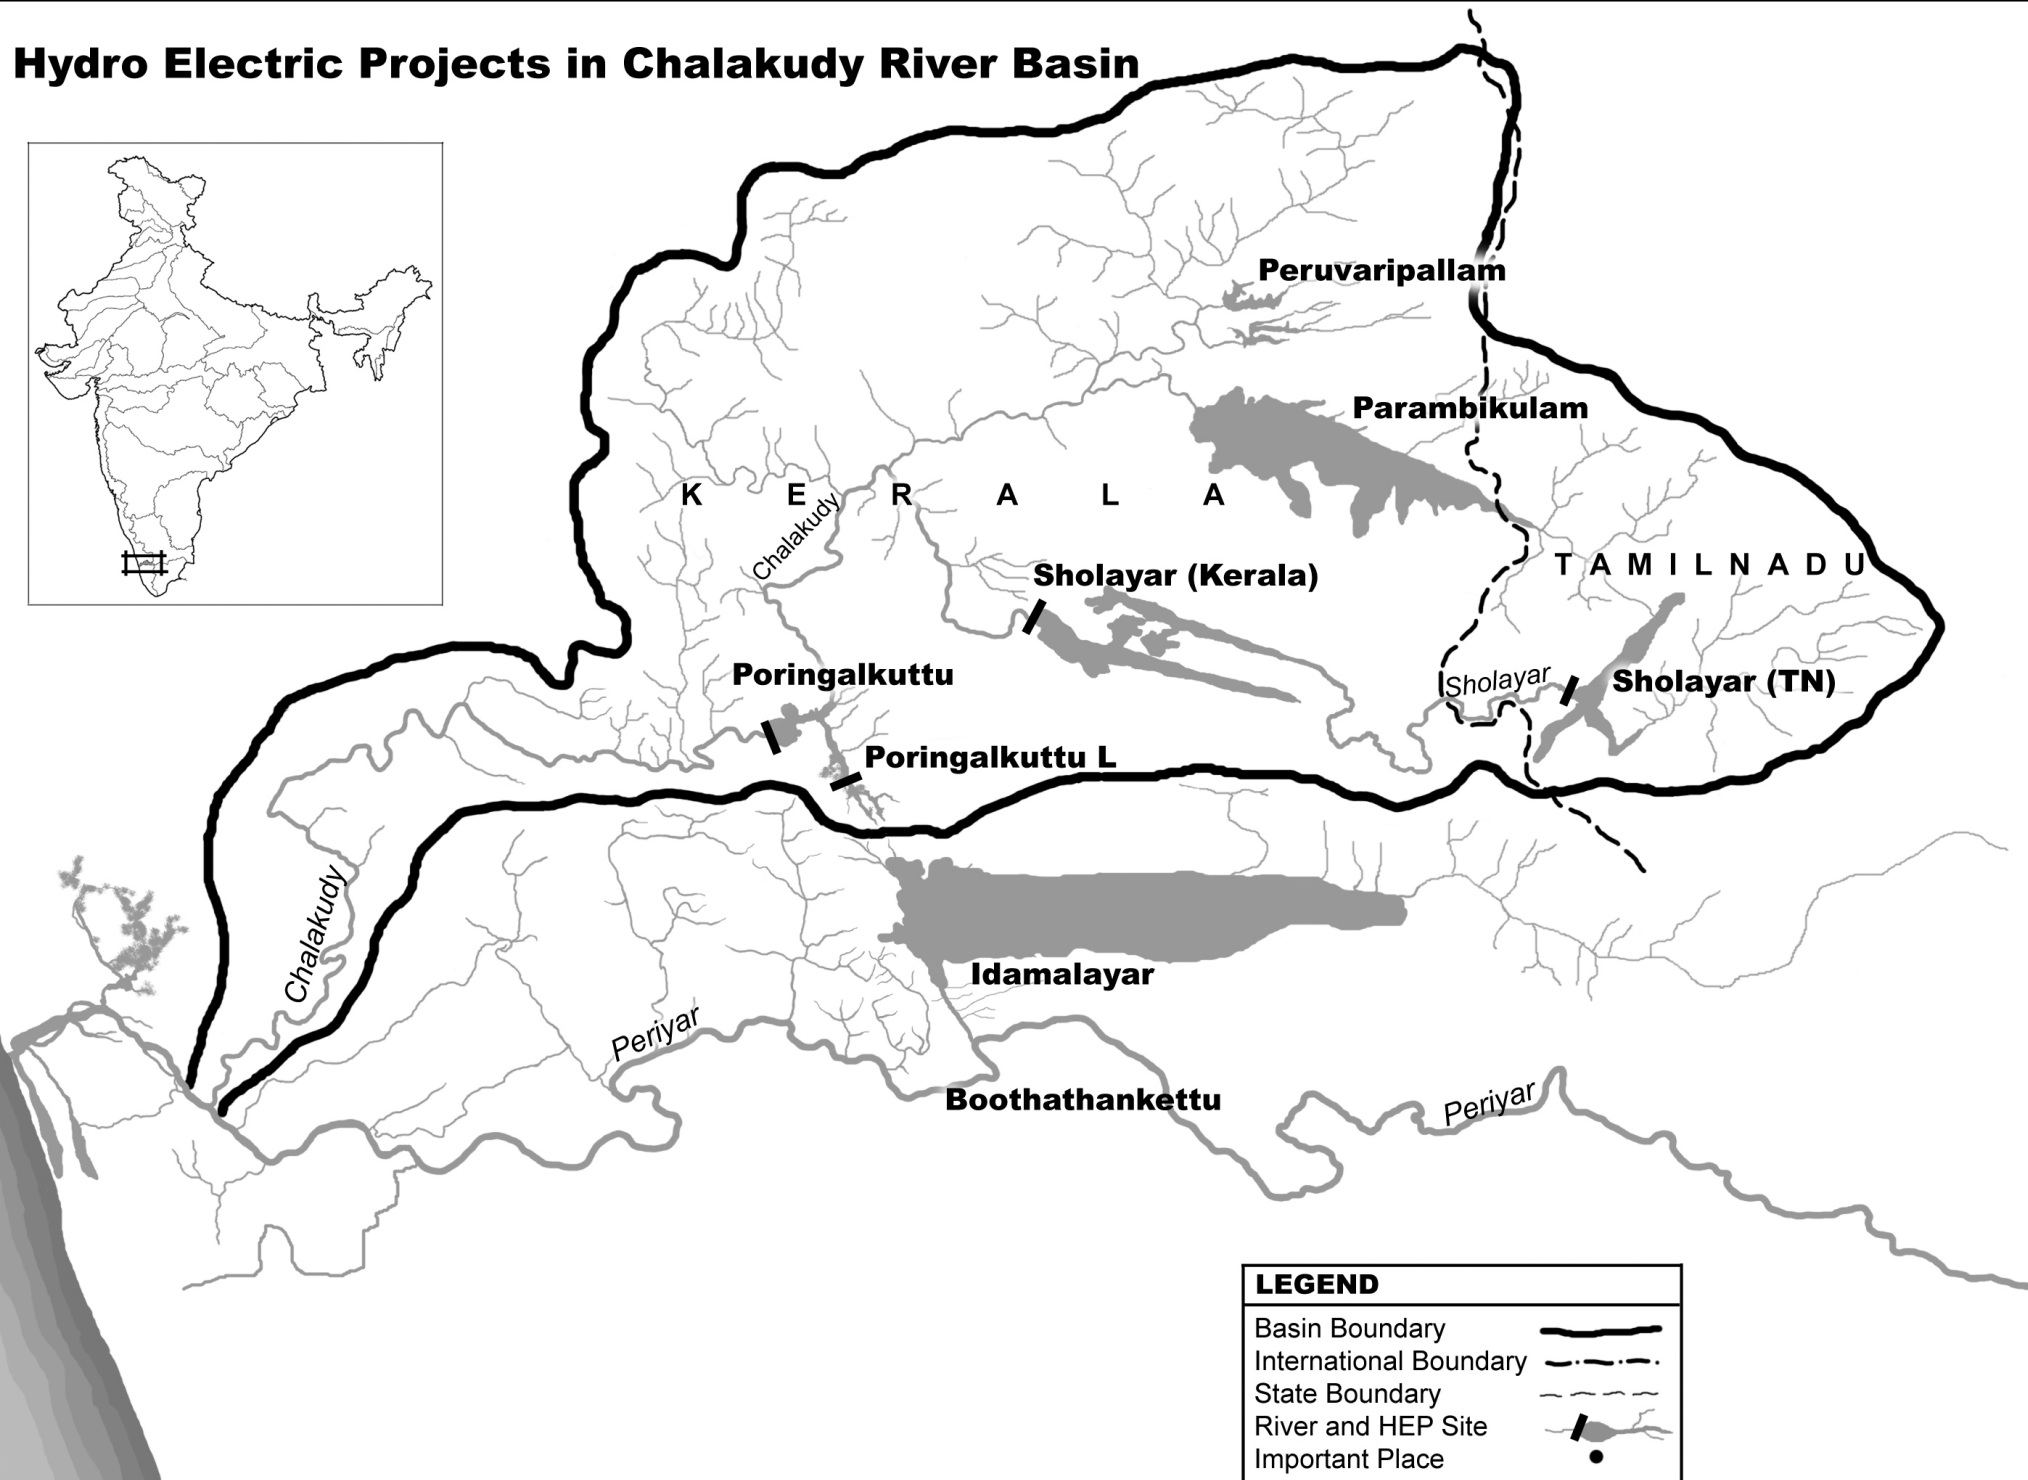 Hydro Electric Projects in Chalakudy River Basin
Peruvaripallam
Parambikulam
K E R A L A
Chalakudy
TAMILNADU
Sholayar (Kerala)
Sholayar
Sholayar (TN)
Poringalkuttu
Poringalkuttu L
Chalakudy
Idamalayar
Periyar
Boothathankettu
Periyar
LEGEND
Basin Boundary
International Boundary
State Boundary
River and HEP Site
Important Place